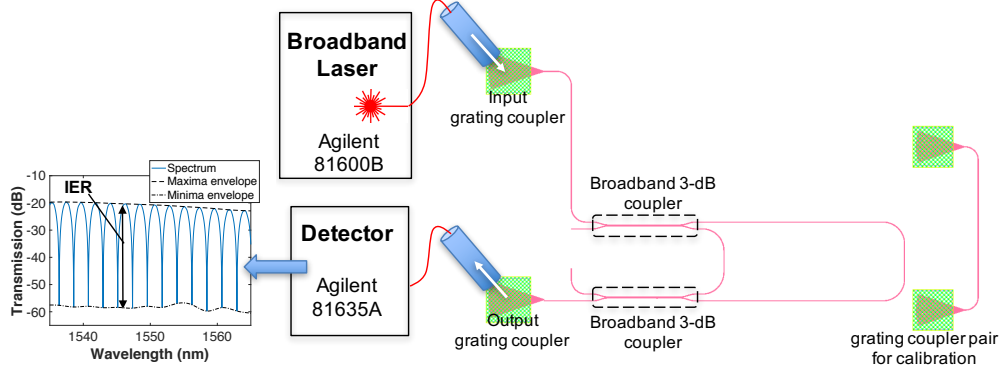 Broadband
Laser
Agilent
81600B
Input
grating coupler
Broadband 3-dB
coupler
Detector
Agilent
81635A
Output
grating coupler
Broadband 3-dB
coupler
grating coupler pair
for calibration
Spectrum
Maxima envelope
Minima envelope
IER
Transmission (dB)
-10
-20
-30
-40
-50
-60
1540
1550
1560
Wavelength (nm)